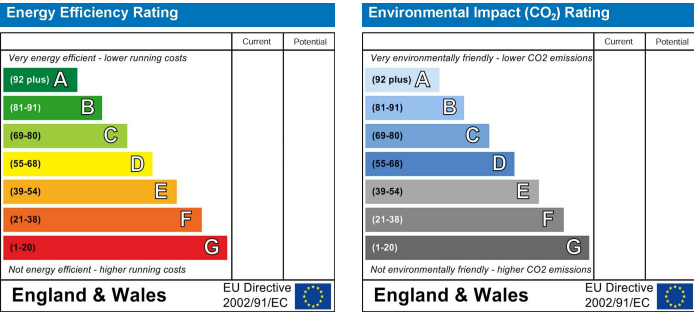 Energy Efficiency Rating
Current Potential
Very energy efficient - lower running costs
(92 plus) A
(81-91) B
(69-80) C
(55-68) D
(39-54) E
(21-38) F
(1-20) G
Not energy efficient - higher running costs
England & Wales
EU Directive
2002/91/EC
Environmental Impact (CO₂) Rating
Current Potential
Very environmentally friendly - lower CO2 emissions
(92 plus) A
(81-91) B
(69-80) C
(55-68) D
(39-54) E
(21-38) F
(1-20) G
Not environmentally friendly - higher CO2 emissions
England & Wales
EU Directive
2002/91/EC